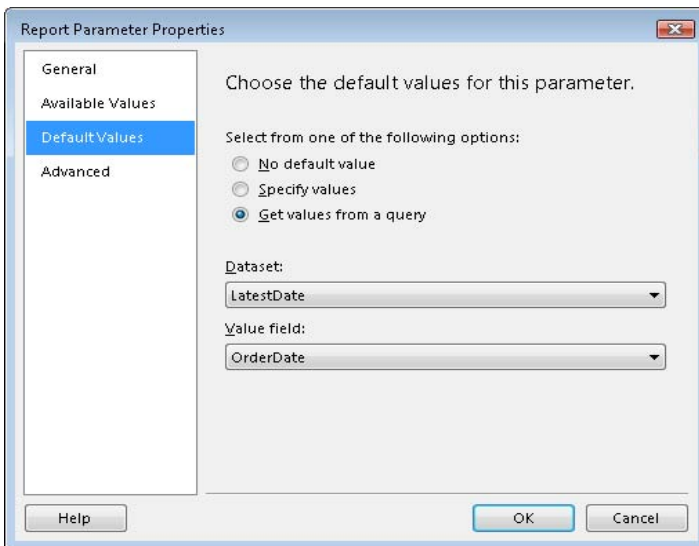 Report Parameter Properties
General
Available Values
Default Values
Advanced
Choose the default values for this parameter.
Select from one of the following options:
No default value
Specify values
Get values from a query
Dataset:
LatestDate
Value field:
OrderDate
Help
OK
Cancel